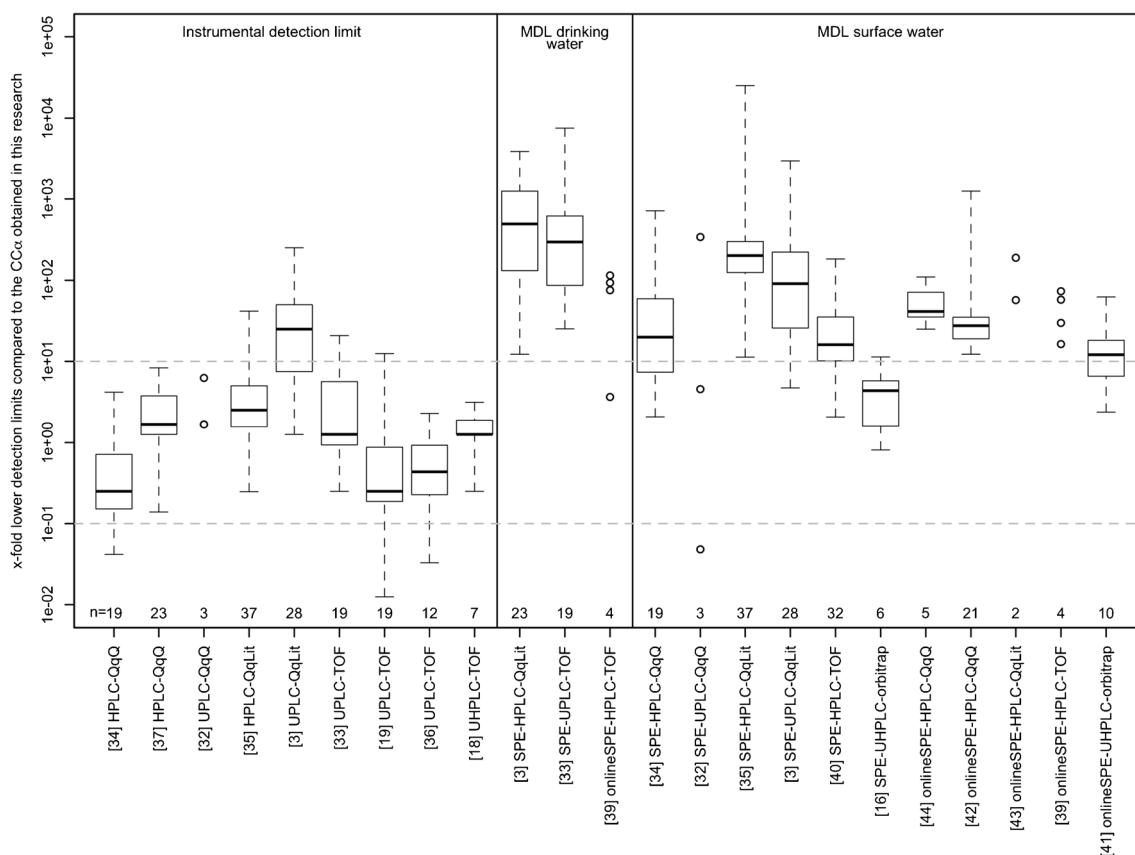 Instrumental detection limit
MDL drinking
water
MDL surface water
x-fold lower detection limits compared to the CCα obtained in this research
1e+05
1e+04
1e+03
1e+02
1e+01
1e+00
1e-01
1e-02
n=19 23 3 37 28 19 19 12 7 23 19 4 19 3 37 28 32 6 5 21 2 4 10
[34] HPLC-QqQ
[37] HPLC-QqQ
[32] UPLC-QqQ
[35] HPLC-QqLit
[3] UPLC-QqLit
[33] UPLC-TOF
[19] UPLC-TOF
[36] UPLC-TOF
[18] UHPLC-TOF
[3] SPE-HPLC-QqLit
[33] SPE-UPLC-TOF
[39] onlineSPE-HPLC-TOF
[34] SPE-HPLC-QqQ
[32] SPE-UPLC-QqQ
[35] SPE-HPLC-QqLit
[3] SPE-UPLC-QqLit
[40] SPE-HPLC-TOF
[16] SPE-UHPLC-orbitrap
[44] onlineSPE-HPLC-QqQ
[42] onlineSPE-HPLC-QqQ
[43] onlineSPE-HPLC-QqLit
[39] onlineSPE-HPLC-TOF
[41] onlineSPE-UHPLC-orbitrap